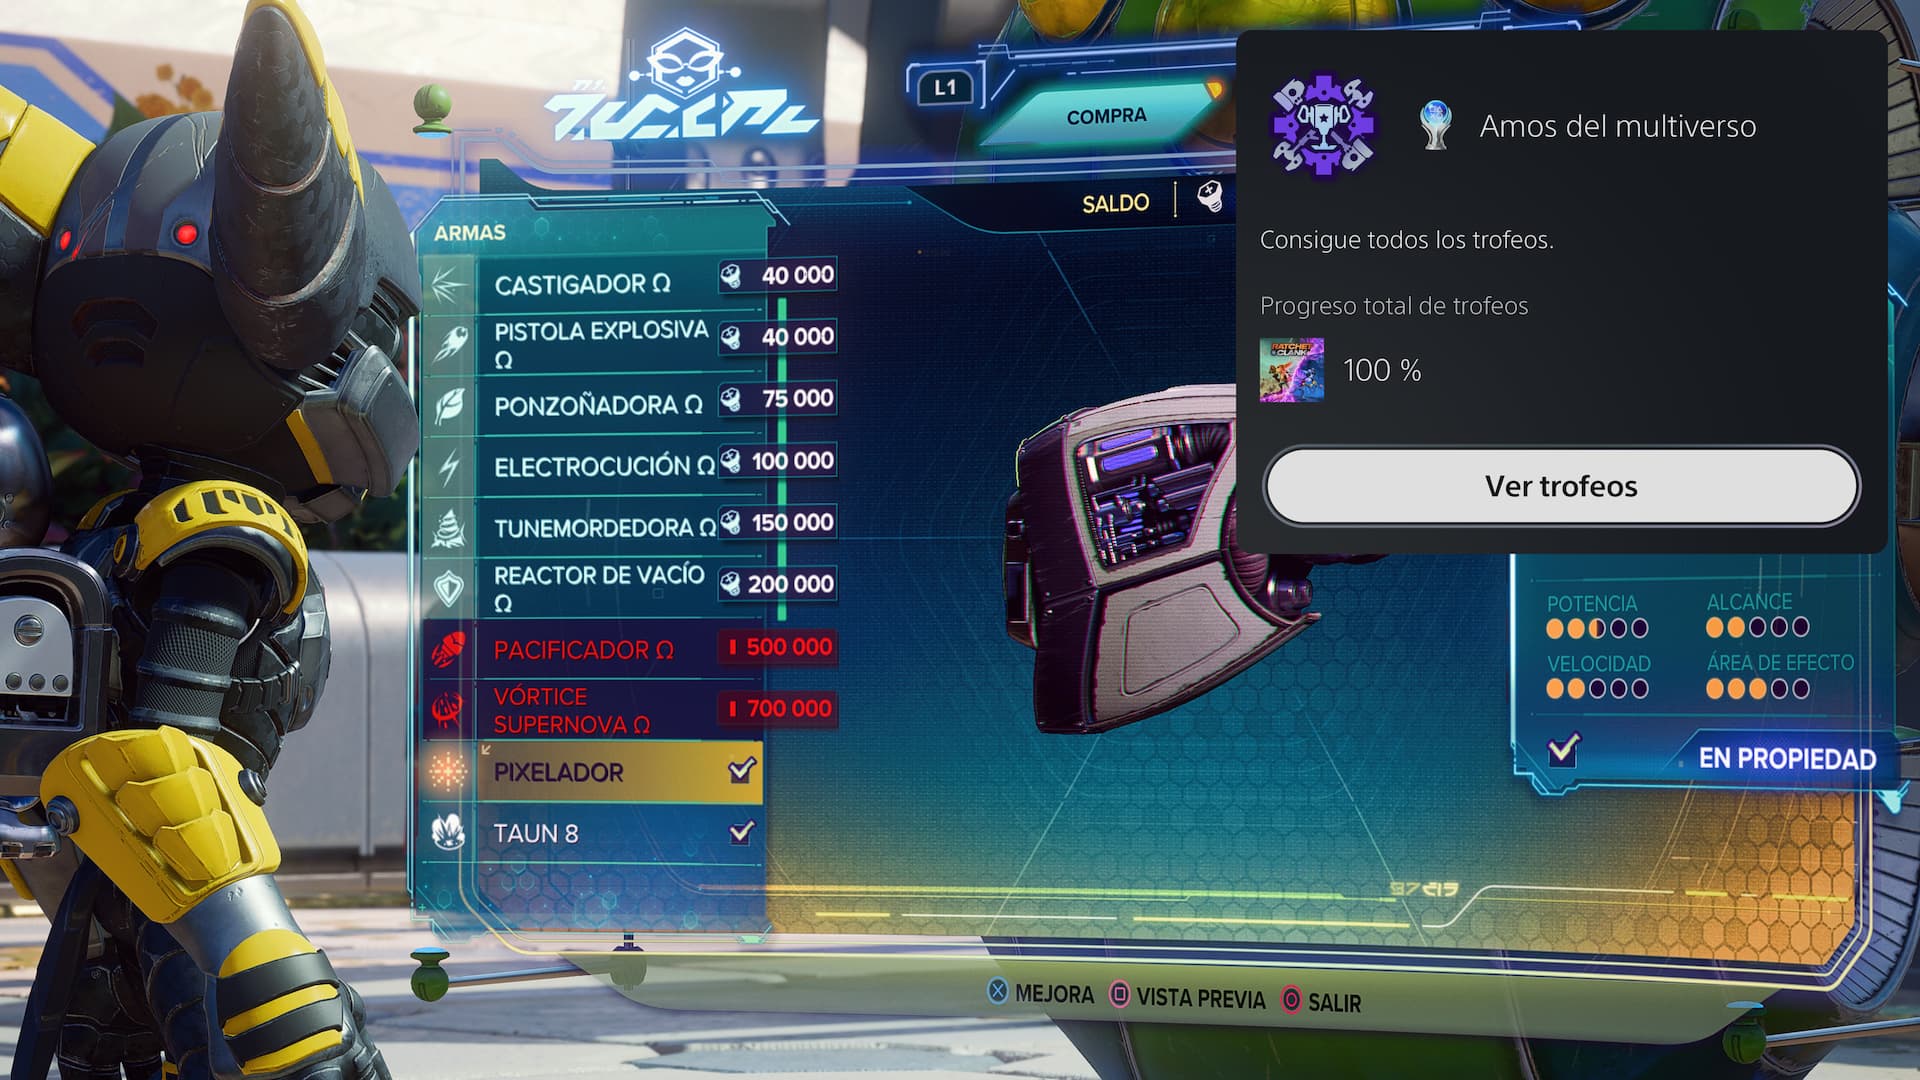 L1
COMPRA
SALDO
ARMAS
CASTIGADOR Ω
40 000
PISTOLA EXPLOSIVA
Ω
40 000
PONZOÑADORA Ω
75 000
ELECTROCUCIÓN Ω
100 000
TUNEMORDEDORA Ω
150 000
REACTOR DE VACÍO
Ω
200 000
PACIFICADOR Ω
500 000
VÓRTICE
SUPERNOVA Ω
700 000
PIXELADOR
TAUN 8
Amos del multiverso
Consigue todos los trofeos.
Progreso total de trofeos
RATCHET
CLANK
100 %
Ver trofeos
POTENCIA
ALCANCE
VELOCIDAD
ÁREA DE EFECTO
EN PROPIEDAD
MEJORA
VISTA PREVIA
SALIR